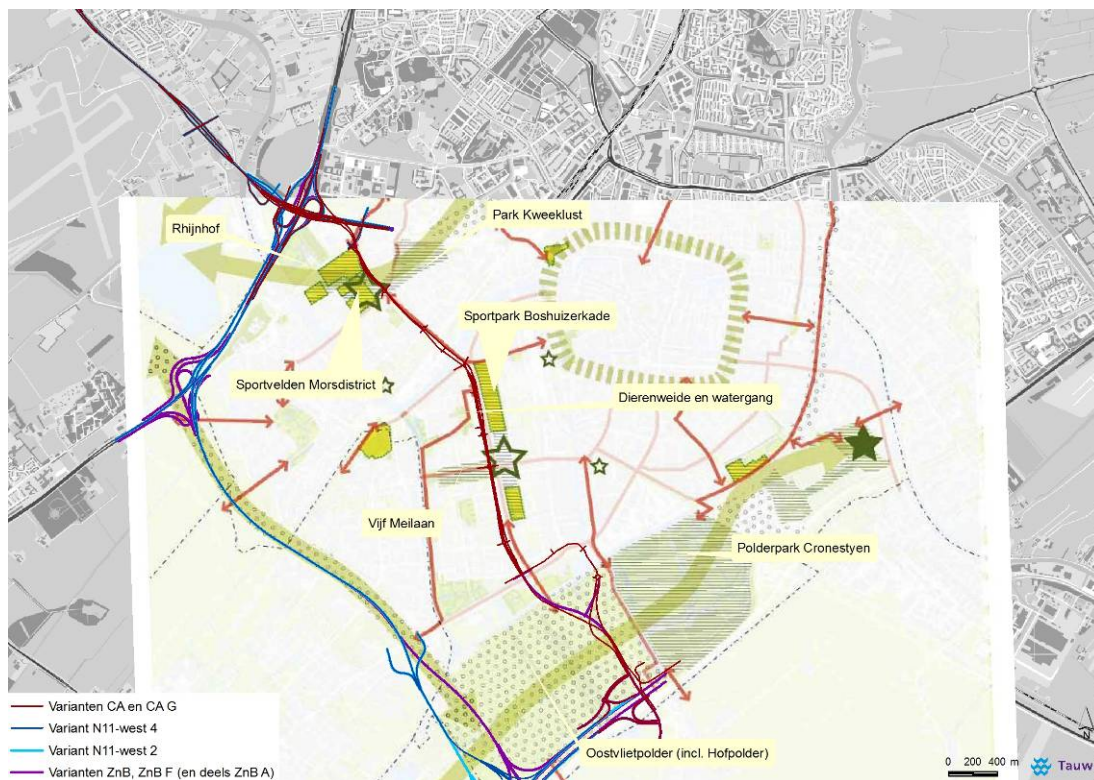 Park Kweeklust
Rhijnhof
Sportpark Boshuizerkade
Sportvelden Morsdistrict
Dierenweide en watergang
Vijf Meilaan
Polderpark Cronestyen
Oostvlietpolder (incl. Hofpolder)
Varianten CA en CA G
Variant N11-west 4
Variant N11-west 2
Varianten ZnB, ZnB F (en deels ZnB A)
N
0 200 400 m
Tauw